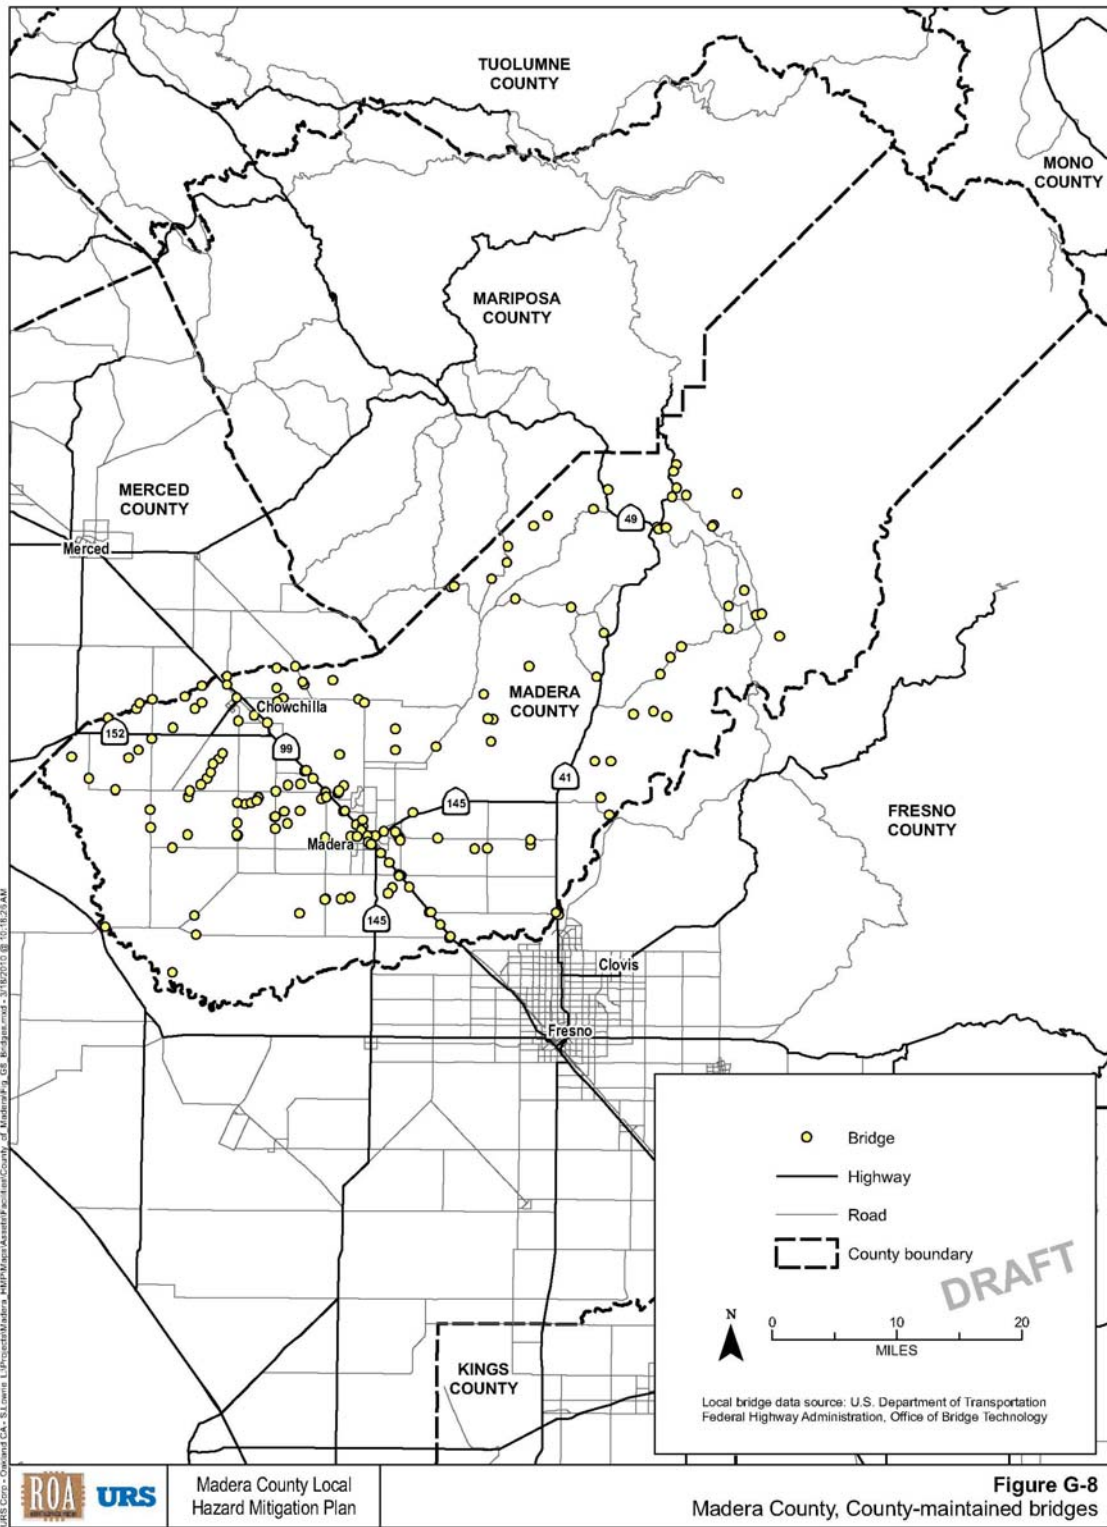 TUOLUMNE
COUNTY
MONO
COUNTY
MARIPOSA
COUNTY
MERCED
COUNTY
Merced
49
MADERA
COUNTY
Chowchilla
152
99
41
145
FRESNO
COUNTY
Madera
145
Clovis
Fresno
KINGS
COUNTY
Bridge
Highway
Road
County boundary
DRAFT
N
0 10 20
MILES
Local bridge data source: U.S. Department of Transportation
Federal Highway Administration, Office of Bridge Technology
ROA
URS
Madera County Local
Hazard Mitigation Plan
Figure G-8
Madera County, County-maintained bridges